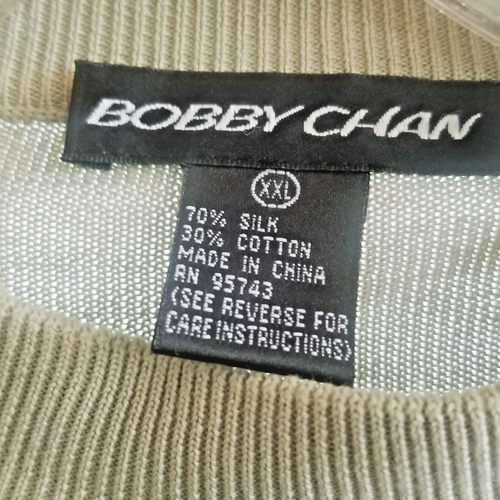 BOBBY CHAN
XXL
70% SILK
30% COTTON
MADE IN CHINA
RN 95743
(SEE REVERSE FOR
CARE INSTRUCTIONS)